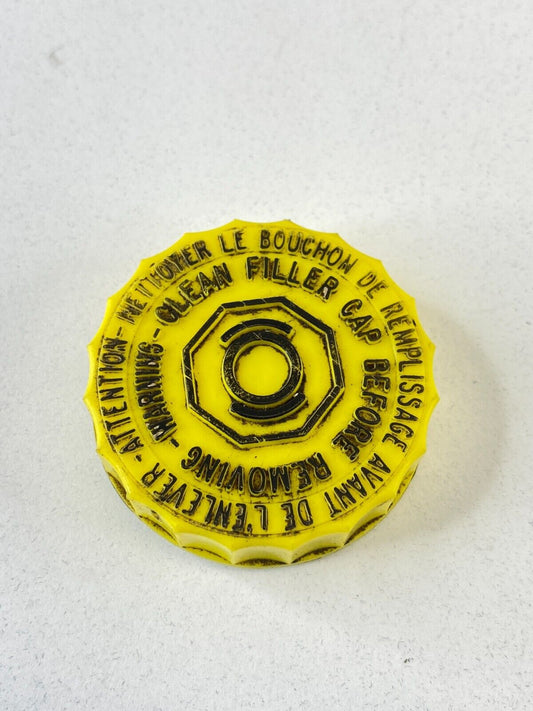 ATTENTION - NETTOYER LE BOUCHON DE REMPLISSAGE AVANT DE L'ENLEVER -
WARNING - CLEAN FILLER CAP BEFORE REMOVING -